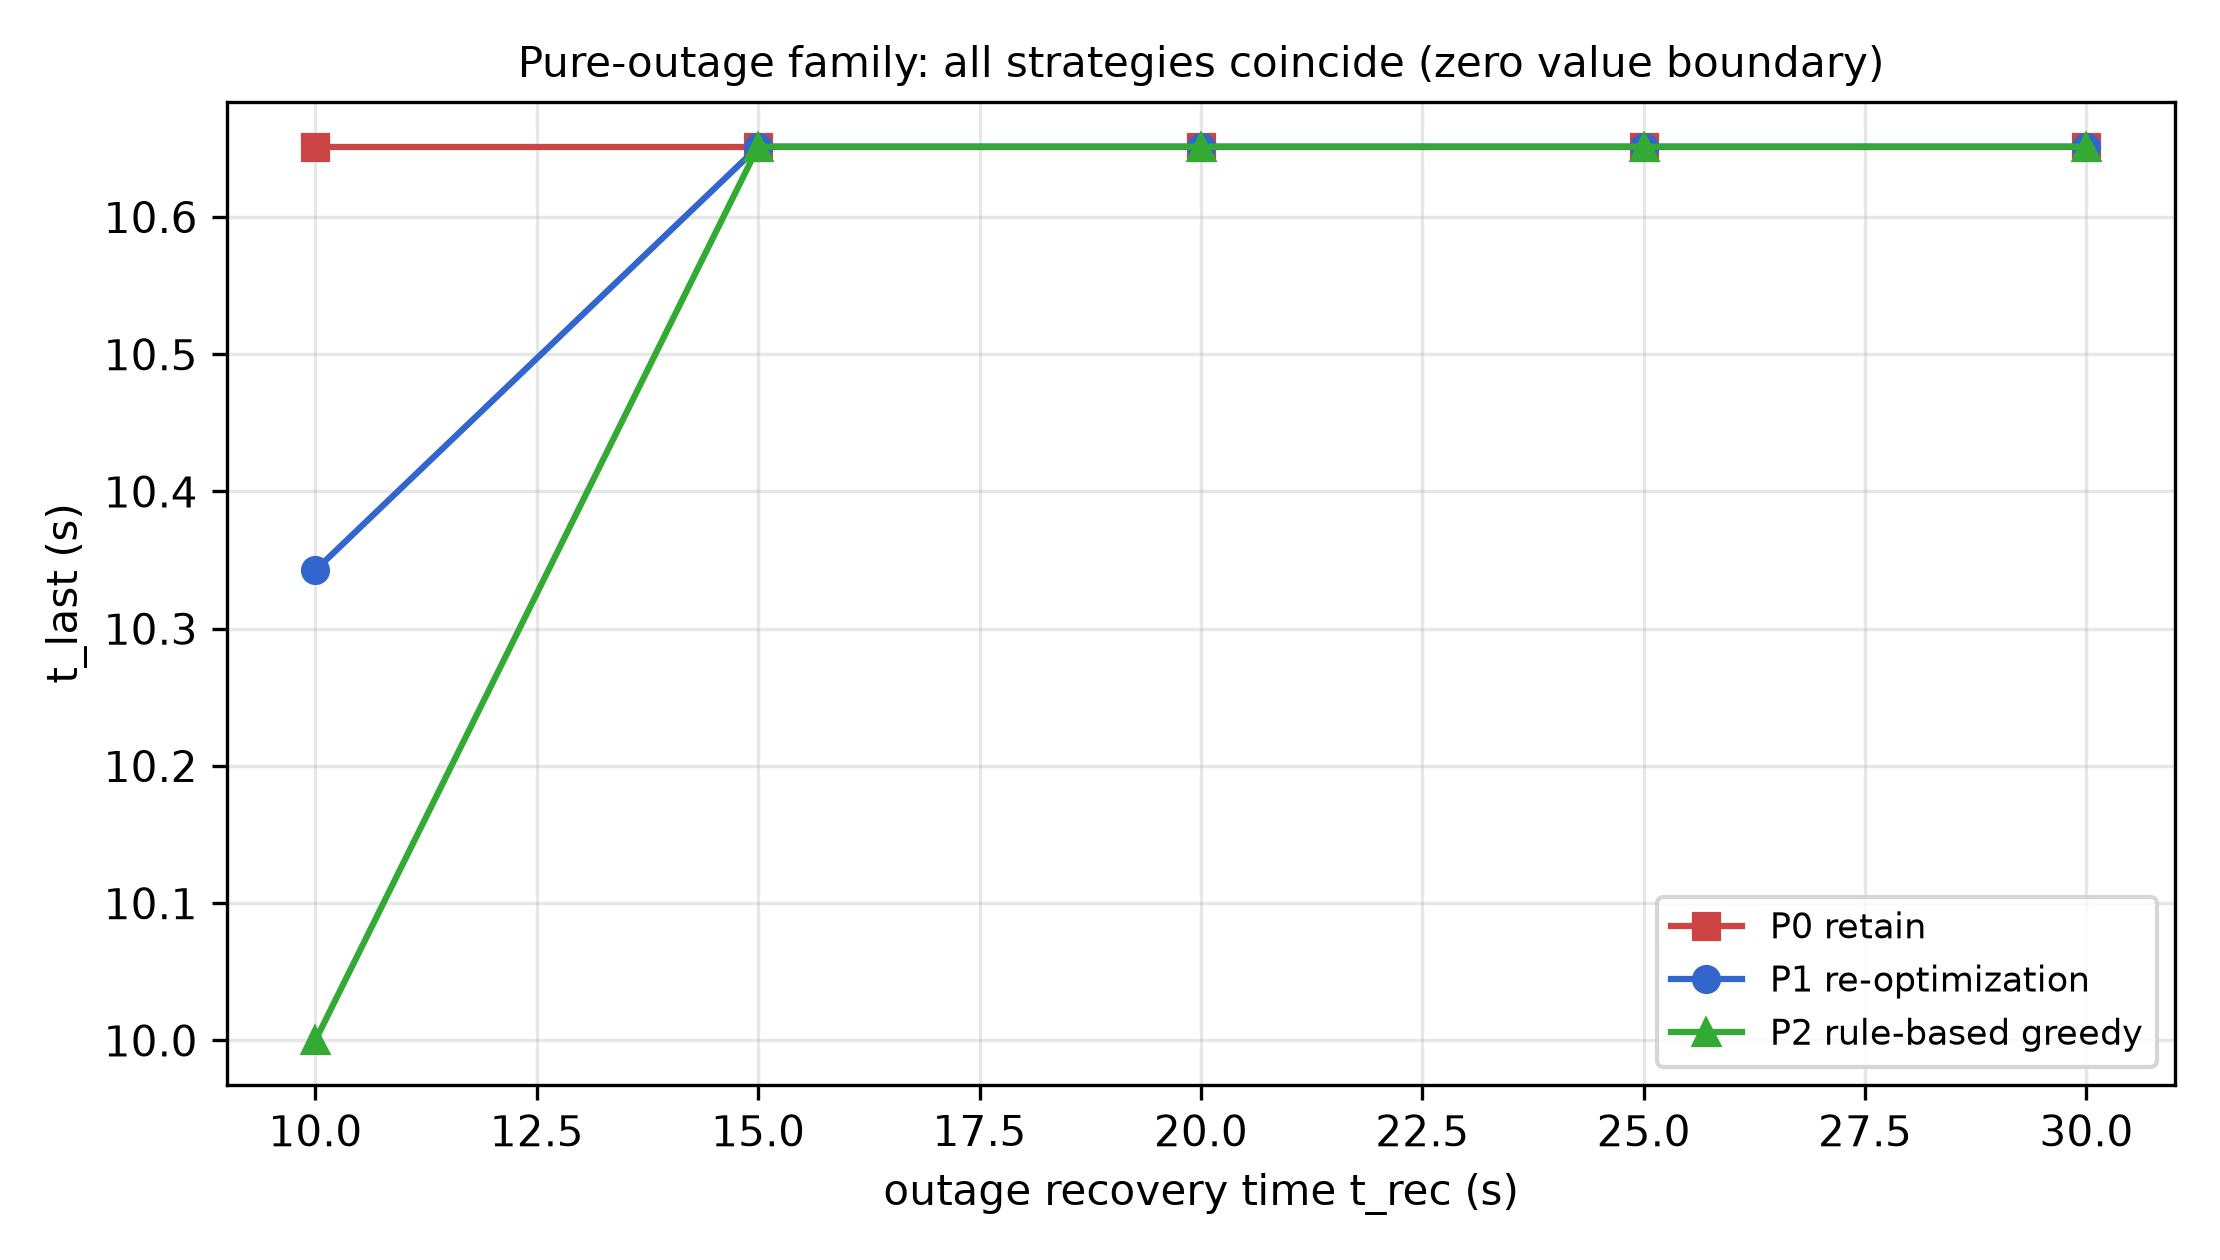 Pure-outage family: all strategies coincide (zero value boundary)
t_last (s)
10.6
10.5
10.4
10.3
10.2
10.1
10.0
P0 retain
P1 re-optimization
P2 rule-based greedy
10.0 12.5 15.0 17.5 20.0 22.5 25.0 27.5 30.0
outage recovery time t_rec (s)